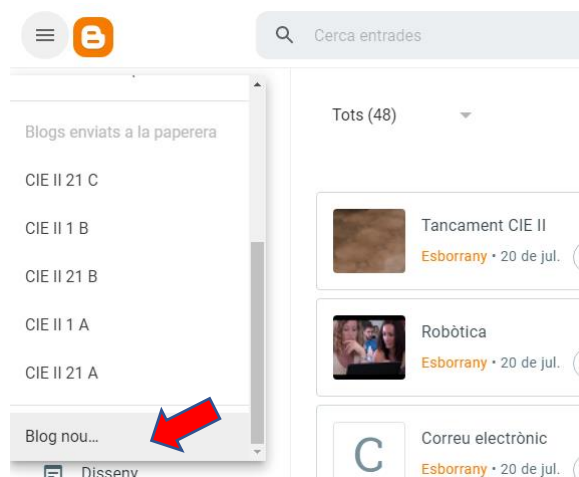 Cerca entrades
Blogs enviats a la paperera
CIE II 21 C
CIE II 1 B
CIE II 21 B
CIE II 1 A
CIE II 21 A
Blog nou...
Disseny
Tots (48)
Tancament CIE II
Esborrany • 20 de jul.
Robòtica
Esborrany • 20 de jul.
C
Correu electrònic
Esborrany • 20 de jul.